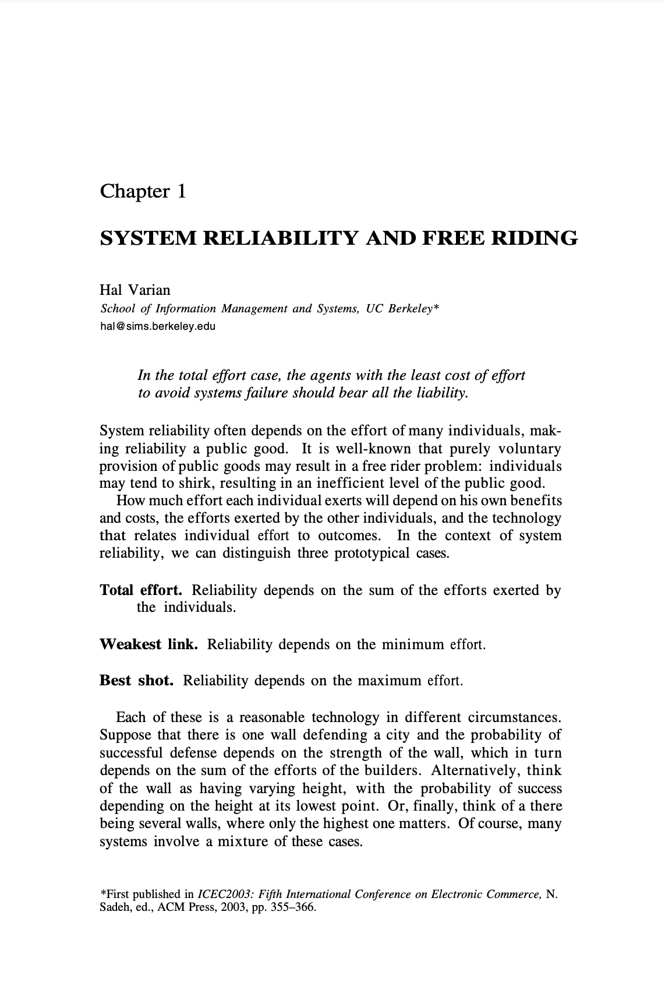 Chapter 1
SYSTEM RELIABILITY AND FREE RIDING
Hal Varian
School of Information Management and Systems, UC Berkeley*
hal@sims.berkeley.edu
In the total effort case, the agents with the least cost of effort
to avoid systems failure should bear all the liability.
System reliability often depends on the effort of many individuals, mak-
ing reliability a public good. It is well-known that purely voluntary
provision of public goods may result in a free rider problem: individuals
may tend to shirk, resulting in an inefficient level of the public good.
How much effort each individual exerts will depend on his own benefits
and costs, the efforts exerted by the other individuals, and the technology
that relates individual effort to outcomes. In the context of system
reliability, we can distinguish three prototypical cases.
Total effort. Reliability depends on the sum of the efforts exerted by
the individuals.
Weakest link. Reliability depends on the minimum effort.
Best shot. Reliability depends on the maximum effort.
Each of these is a reasonable technology in different circumstances.
Suppose that there is one wall defending a city and the probability of
successful defense depends on the strength of the wall, which in turn
depends on the sum of the efforts of the builders. Alternatively, think
of the wall as having varying height, with the probability of success
depending on the height at its lowest point. Or, finally, think of a there
being several walls, where only the highest one matters. Of course, many
systems involve a mixture of these cases.
*First published in ICEC2003: Fifth International Conference on Electronic Commerce, N.
Sadeh, ed., ACM Press, 2003, pp. 355–366.